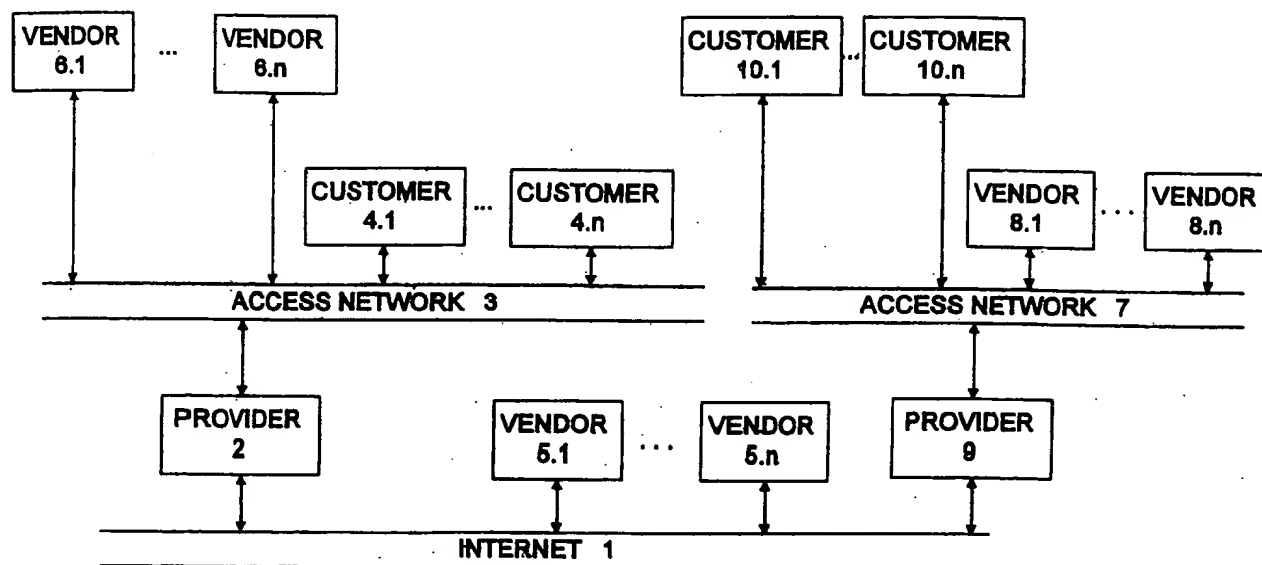 VENDOR
6.1
...
VENDOR
6.n
CUSTOMER
10.1
...
CUSTOMER
10.n
CUSTOMER
4.1
...
CUSTOMER
4.n
VENDOR
8.1
...
VENDOR
8.n
ACCESS NETWORK 3
ACCESS NETWORK 7
PROVIDER
2
VENDOR
5.1
...
VENDOR
5.n
PROVIDER
9
INTERNET 1